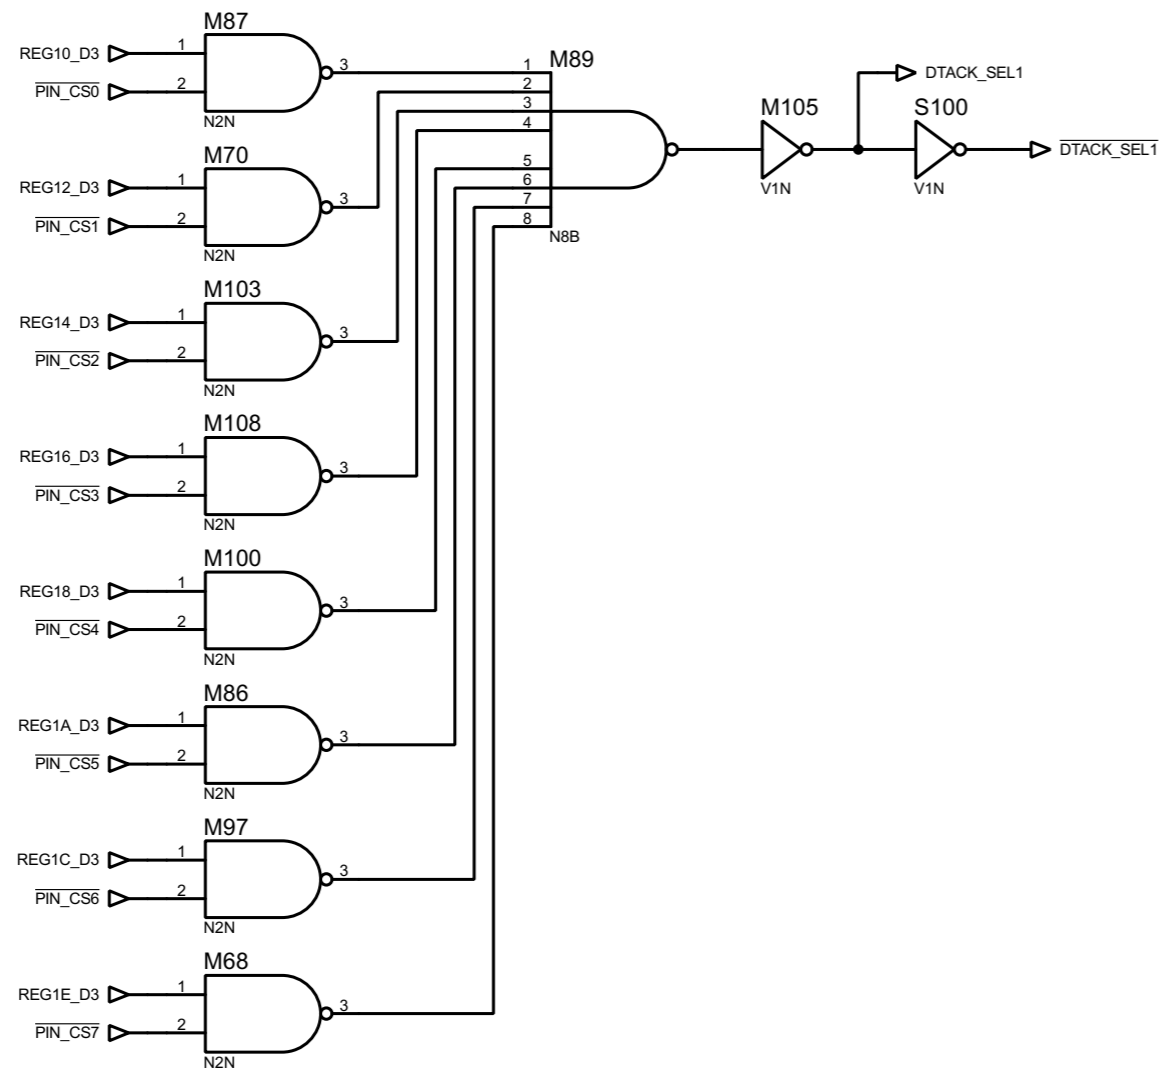 M87
REG10_D3 1
3
PIN_CS0 2
N2N
M70
REG12_D3 1
3
PIN_CS1 2
N2N
M103
REG14_D3 1
3
PIN_CS2 2
N2N
M108
REG16_D3 1
3
PIN_CS3 2
N2N
M100
REG18_D3 1
3
PIN_CS4 2
N2N
M86
REG1A_D3 1
3
PIN_CS5 2
N2N
M97
REG1C_D3 1
3
PIN_CS6 2
N2N
M68
REG1E_D3 1
3
PIN_CS7 2
N2N
M89
1
2
3
4
5
6
7
8
N8B
M105
V1N
DTACK_SEL1
S100
V1N
DTACK_SEL1